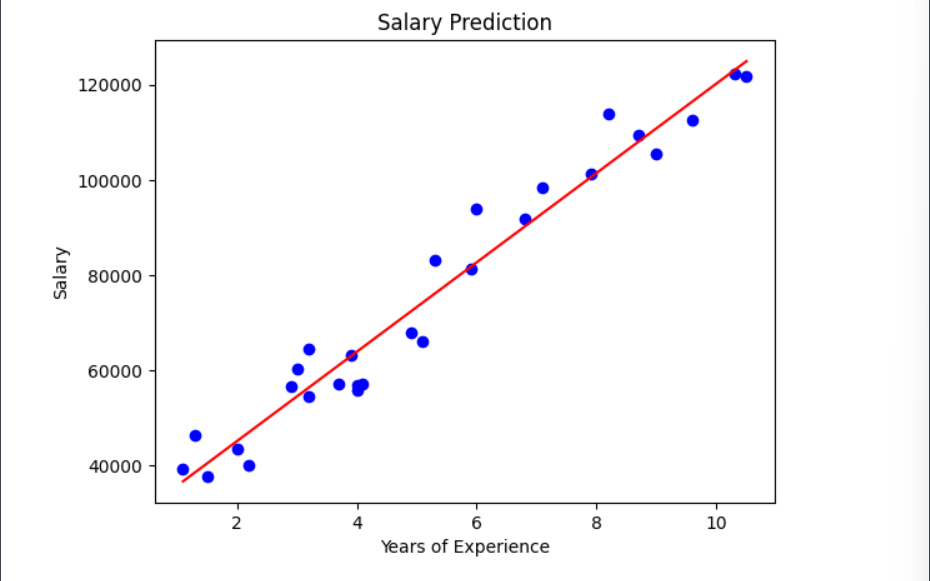 Salary Prediction
120000
100000
80000
60000
40000
Salary
2 4 6 8 10
Years of Experience